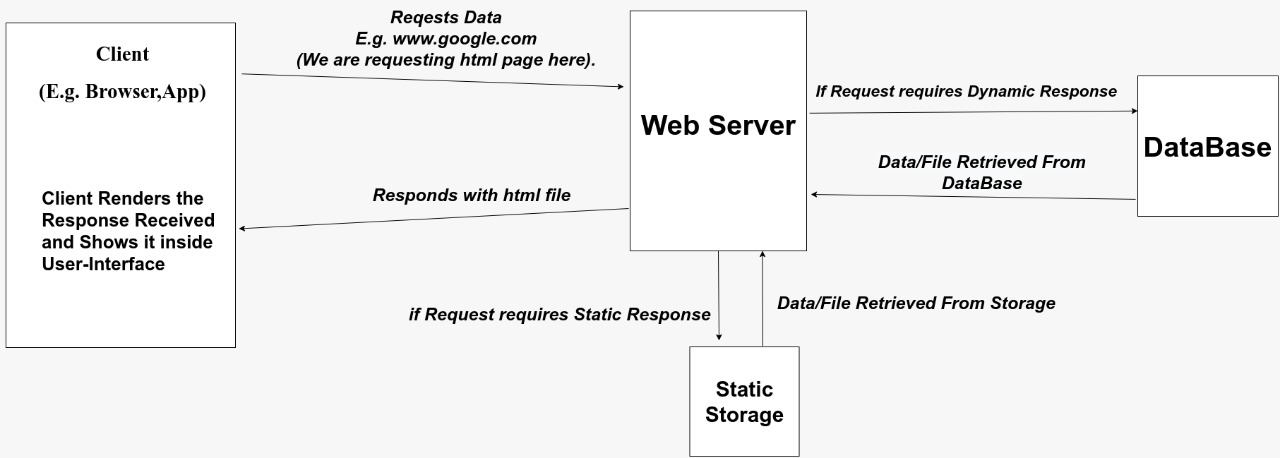 Client
(E.g. Browser,App)
Client Renders the
Response Received
and Shows it inside
User-Interface
Reqests Data
E.g. www.google.com
(We are requesting html page here).
Responds with html file
Web Server
If Request requires Dynamic Response
Data/File Retrieved From
DataBase
DataBase
if Request requires Static Response
Data/File Retrieved From Storage
Static
Storage